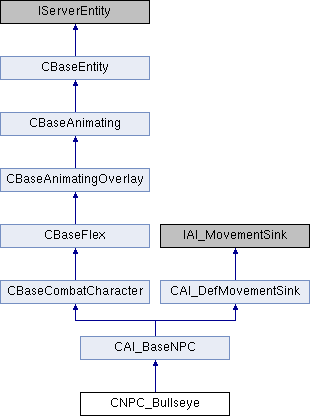 IServerEntity
CBaseEntity
CBaseAnimating
CBaseAnimatingOverlay
CBaseFlex
IAI_MovementSink
CBaseCombatCharacter
CAI_DefMovementSink
CAI_BaseNPC
CNPC_Bullseye